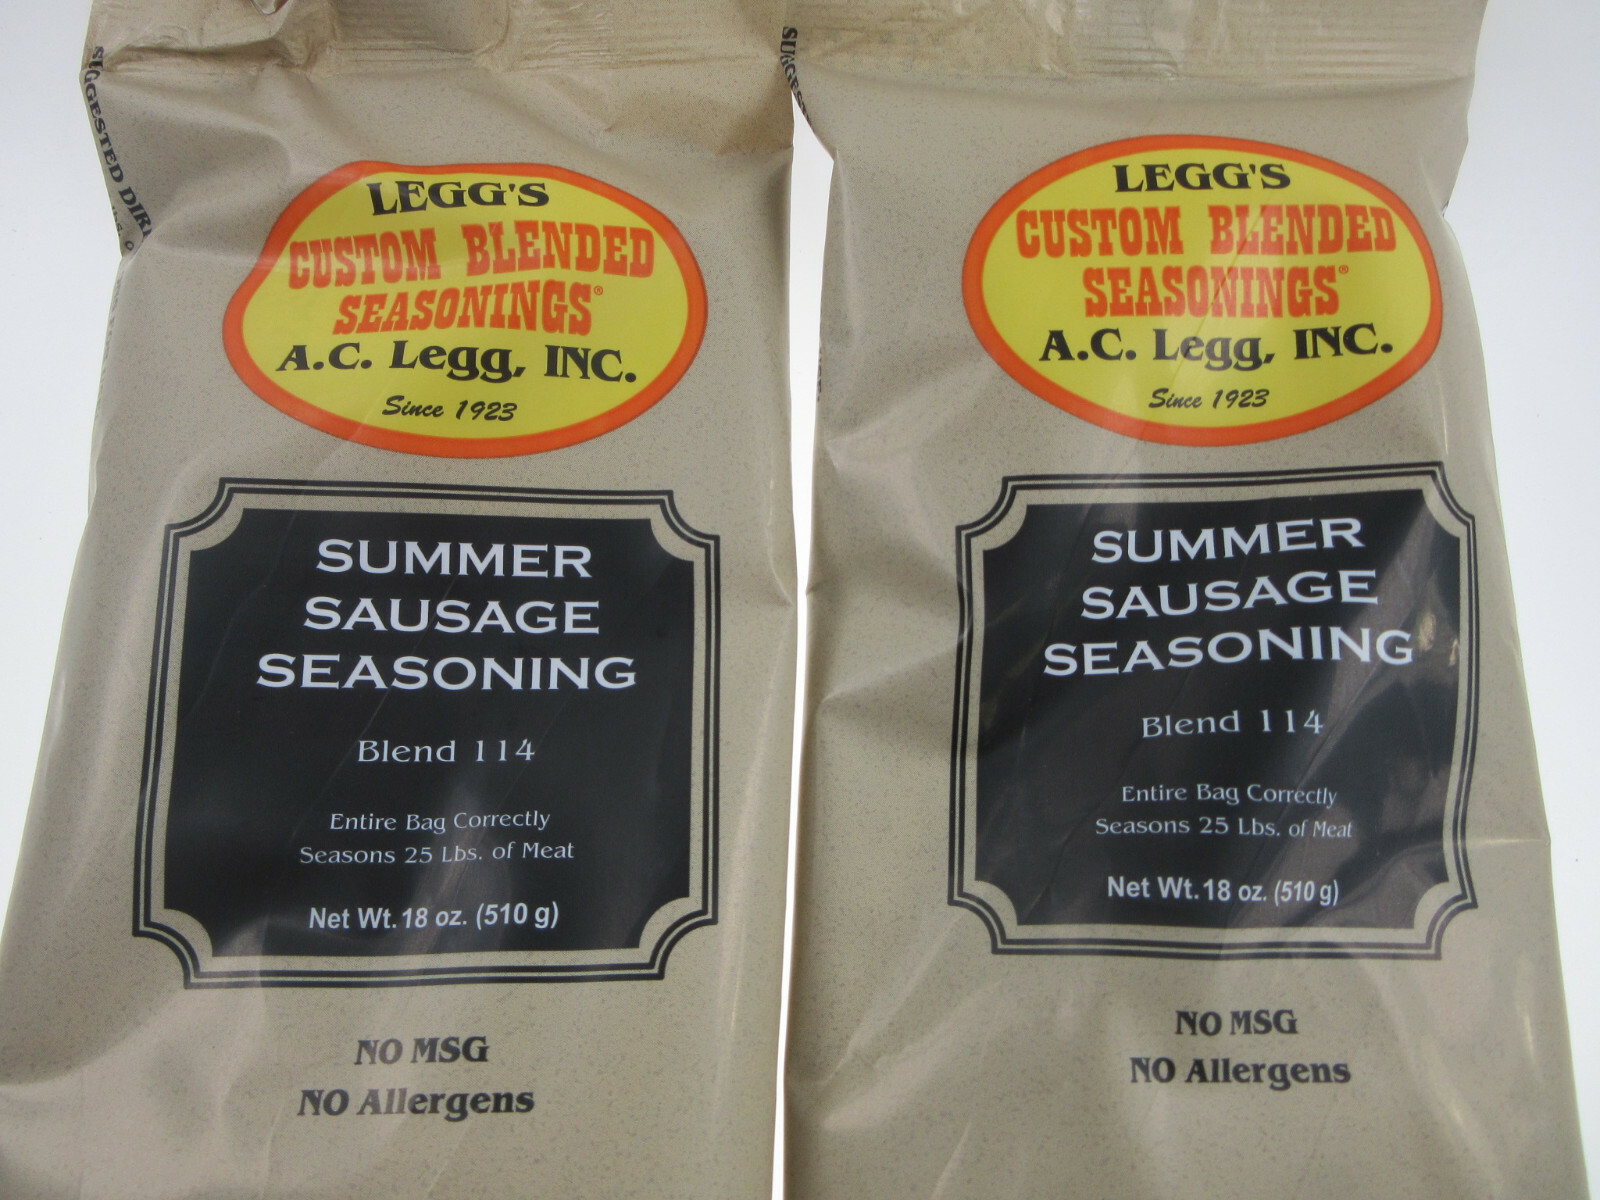 SUGGESTED
LEGG'S
CUSTOM BLENDED
SEASONINGS®
A.C. Legg, INC.
Since 1923
SUMMER
SAUSAGE
SEASONING
Blend 114
Entire Bag Correctly
Seasons 25 Lbs. of Meat
Net Wt. 18 oz. (510 g)
NO MSG
NO Allergens
LEGG'S
CUSTOM BLENDED
SEASONINGS®
A.C. Legg, INC.
Since 1923
SUMMER
SAUSAGE
SEASONING
Blend 114
Entire Bag Correctly
Seasons 25 Lbs. of Meat
Net Wt. 18 oz. (510 g)
NO MSG
NO Allergens